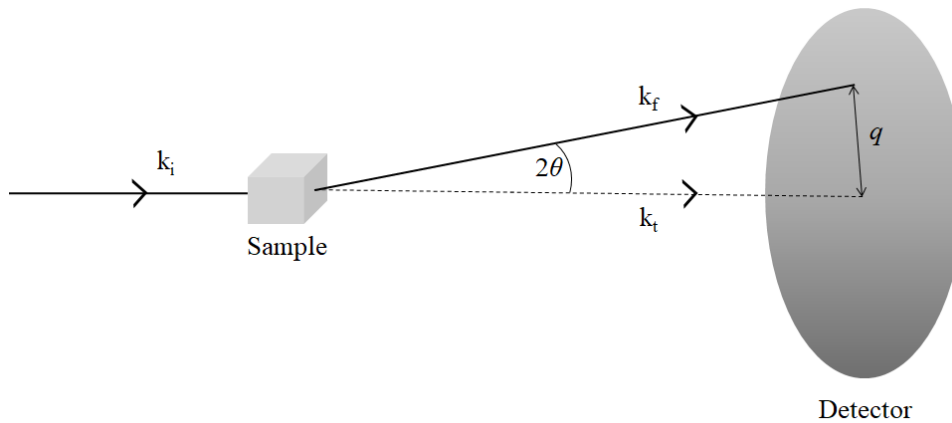 k_i
k_f
q
2θ
k_t
Sample
Detector